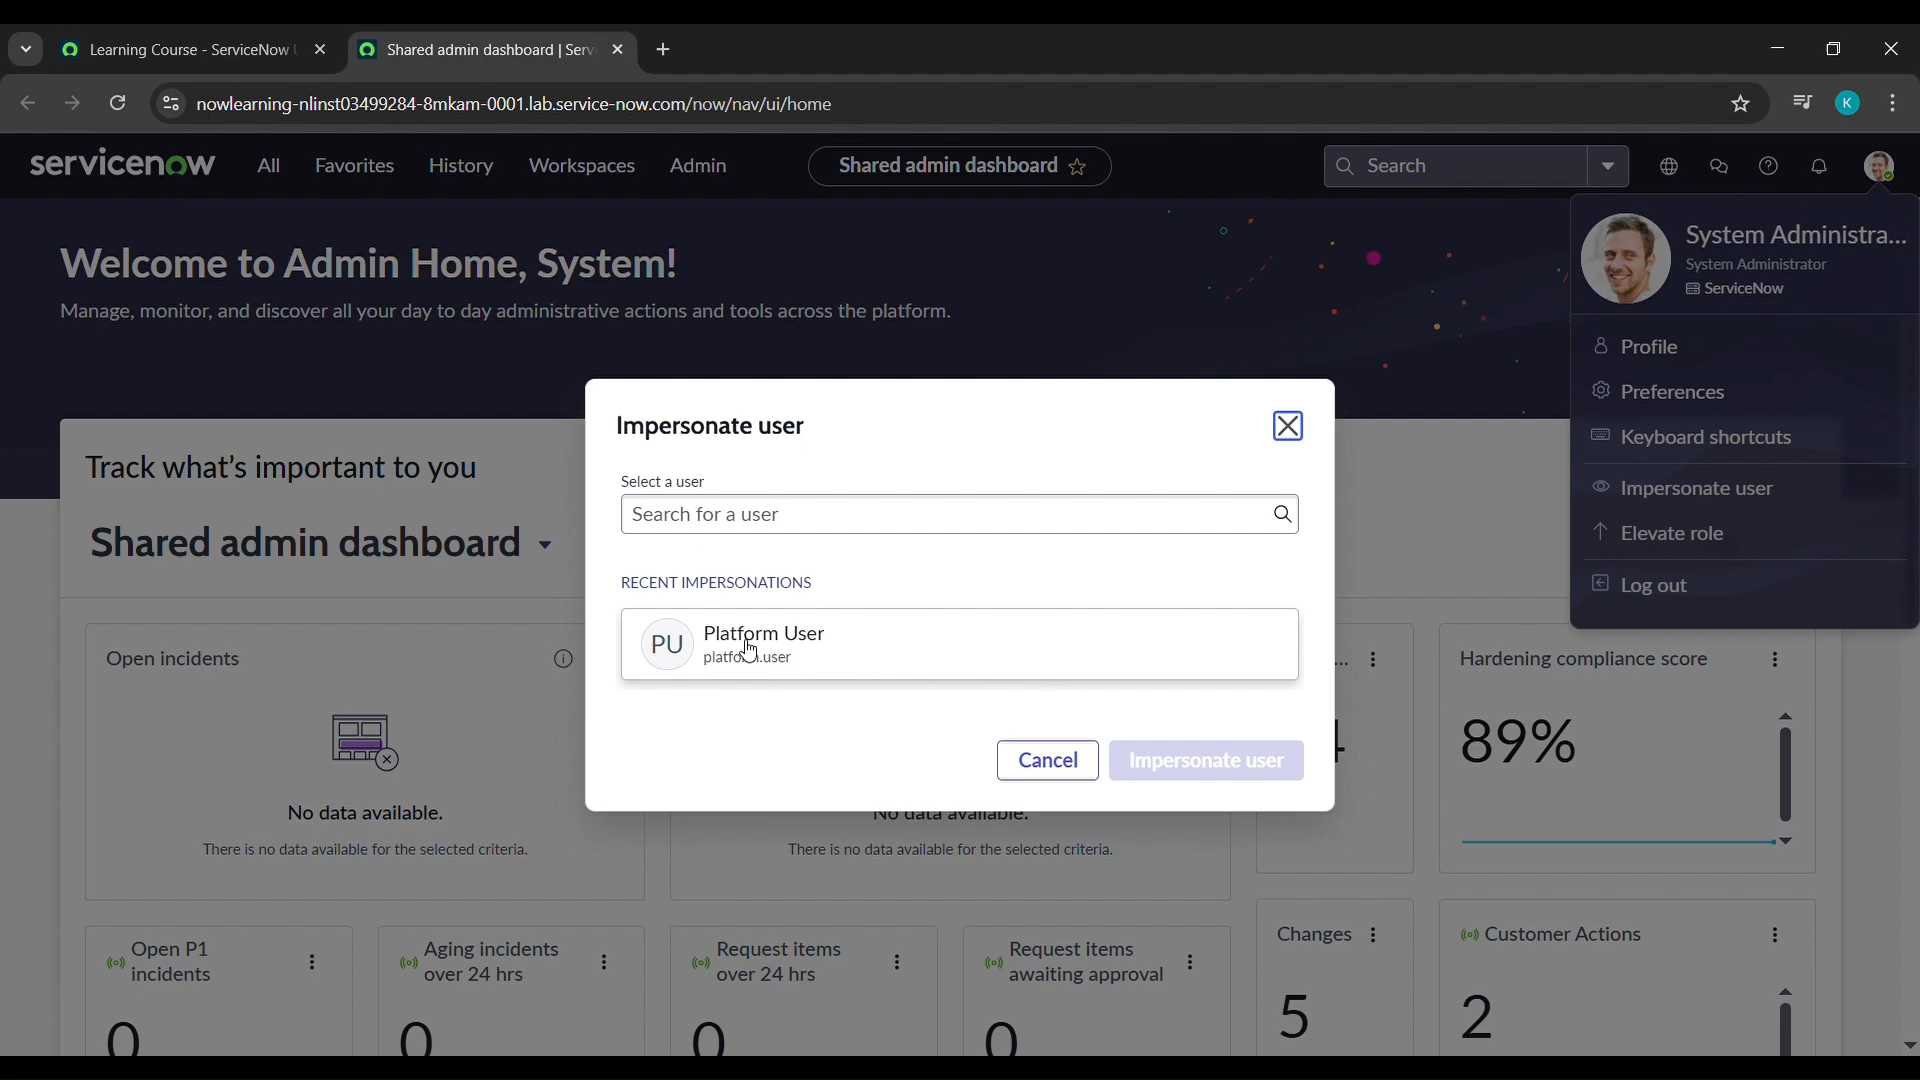 Learning Course - ServiceNow
Shared admin dashboard | Serv
nowlearning-nlinst03499284-8mkam-0001.lab.service-now.com/now/nav/ui/home
K
servicenow
All
Favorites
History
Workspaces
Admin
Shared admin dashboard
Search
System Administra...
System Administrator
ServiceNow
Profile
Preferences
Keyboard shortcuts
Impersonate user
Elevate role
Log out
Welcome to Admin Home, System!
Manage, monitor, and discover all your day to day administrative actions and tools across the platform.
Track what's important to you
Shared admin dashboard
Impersonate user
Select a user
Search for a user
RECENT IMPERSONATIONS
PU
Platform User
Cancel
Impersonate user
Open incidents
No data available.
There is no data available for the selected criteria.
No data available.
There is no data available for the selected criteria.
...
4
Hardening compliance score
89%
Open P1
incidents
0
Aging incidents
over 24 hrs
0
Request items
over 24 hrs
0
Request items
awaiting approval
0
Changes
5
Customer Actions
2